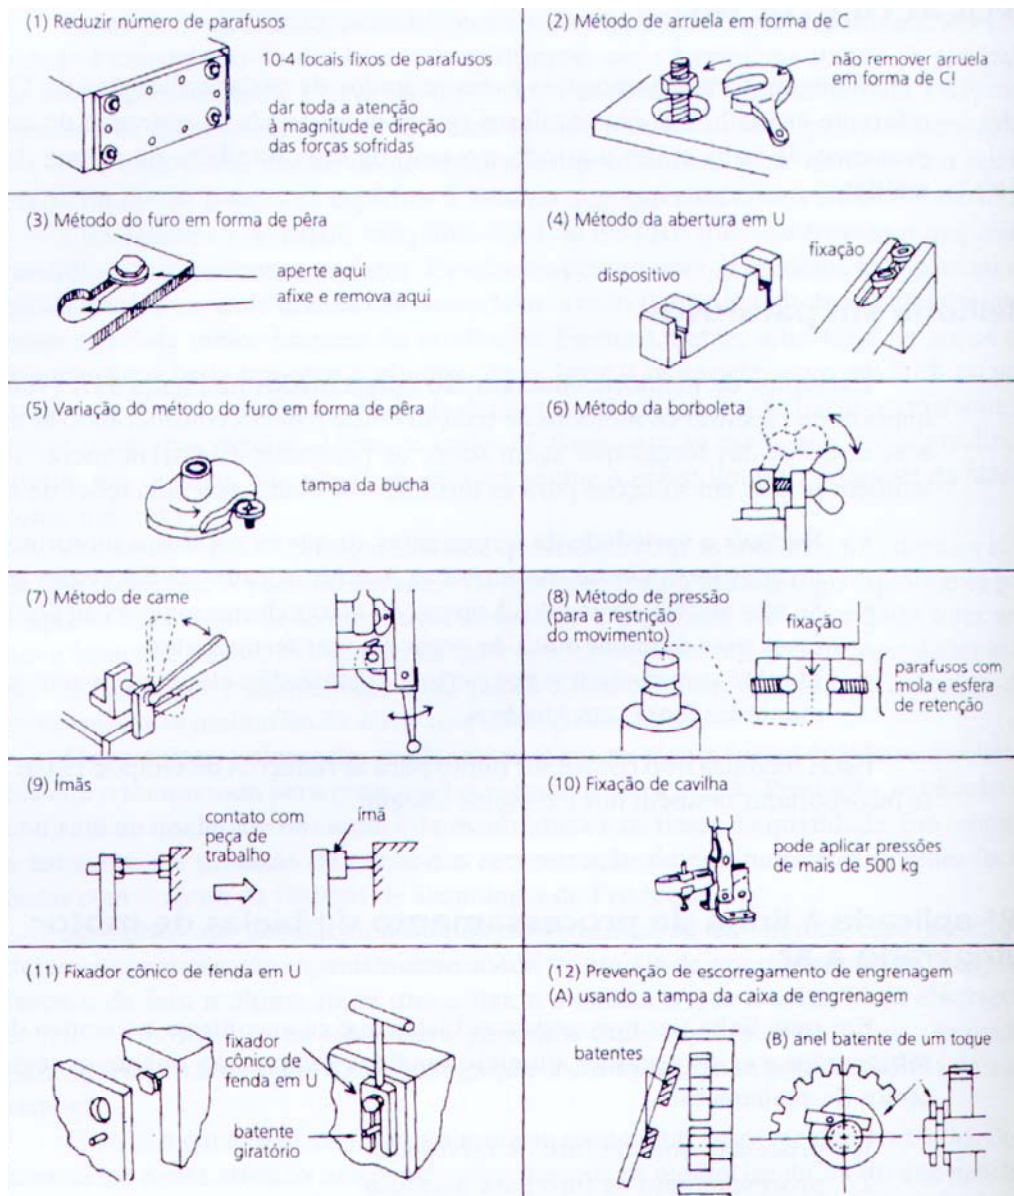 (1) Reduzir número de parafusos
10-4 locais fixos de parafusos
dar toda a atenção
à magnitude e direção
das forças sofridas
(2) Método de arruela em forma de C
não remover arruela
em forma de C!
(3) Método do furo em forma de pêra
aperte aqui
afixe e remova aqui
(4) Método da abertura em U
dispositivo
fixação
(5) Variação do método do furo em forma de pêra
tampa da bucha
(6) Método da borboleta
(7) Método de came
(8) Método de pressão
(para a restrição
do movimento)
fixação
parafusos com
mola e esfera
de retenção
(9) Imãs
contato com
peça de
trabalho
imã
(10) Fixação de cavilha
pode aplicar pressões
de mais de 500 kg
(11) Fixador cônico de fenda em U
fixador
cônico de
fenda em U
batente
giratório
(12) Prevenção de escorregamento de engrenagem
(A) usando a tampa da caixa de engrenagem
batentes
(B) anel batente de um toque